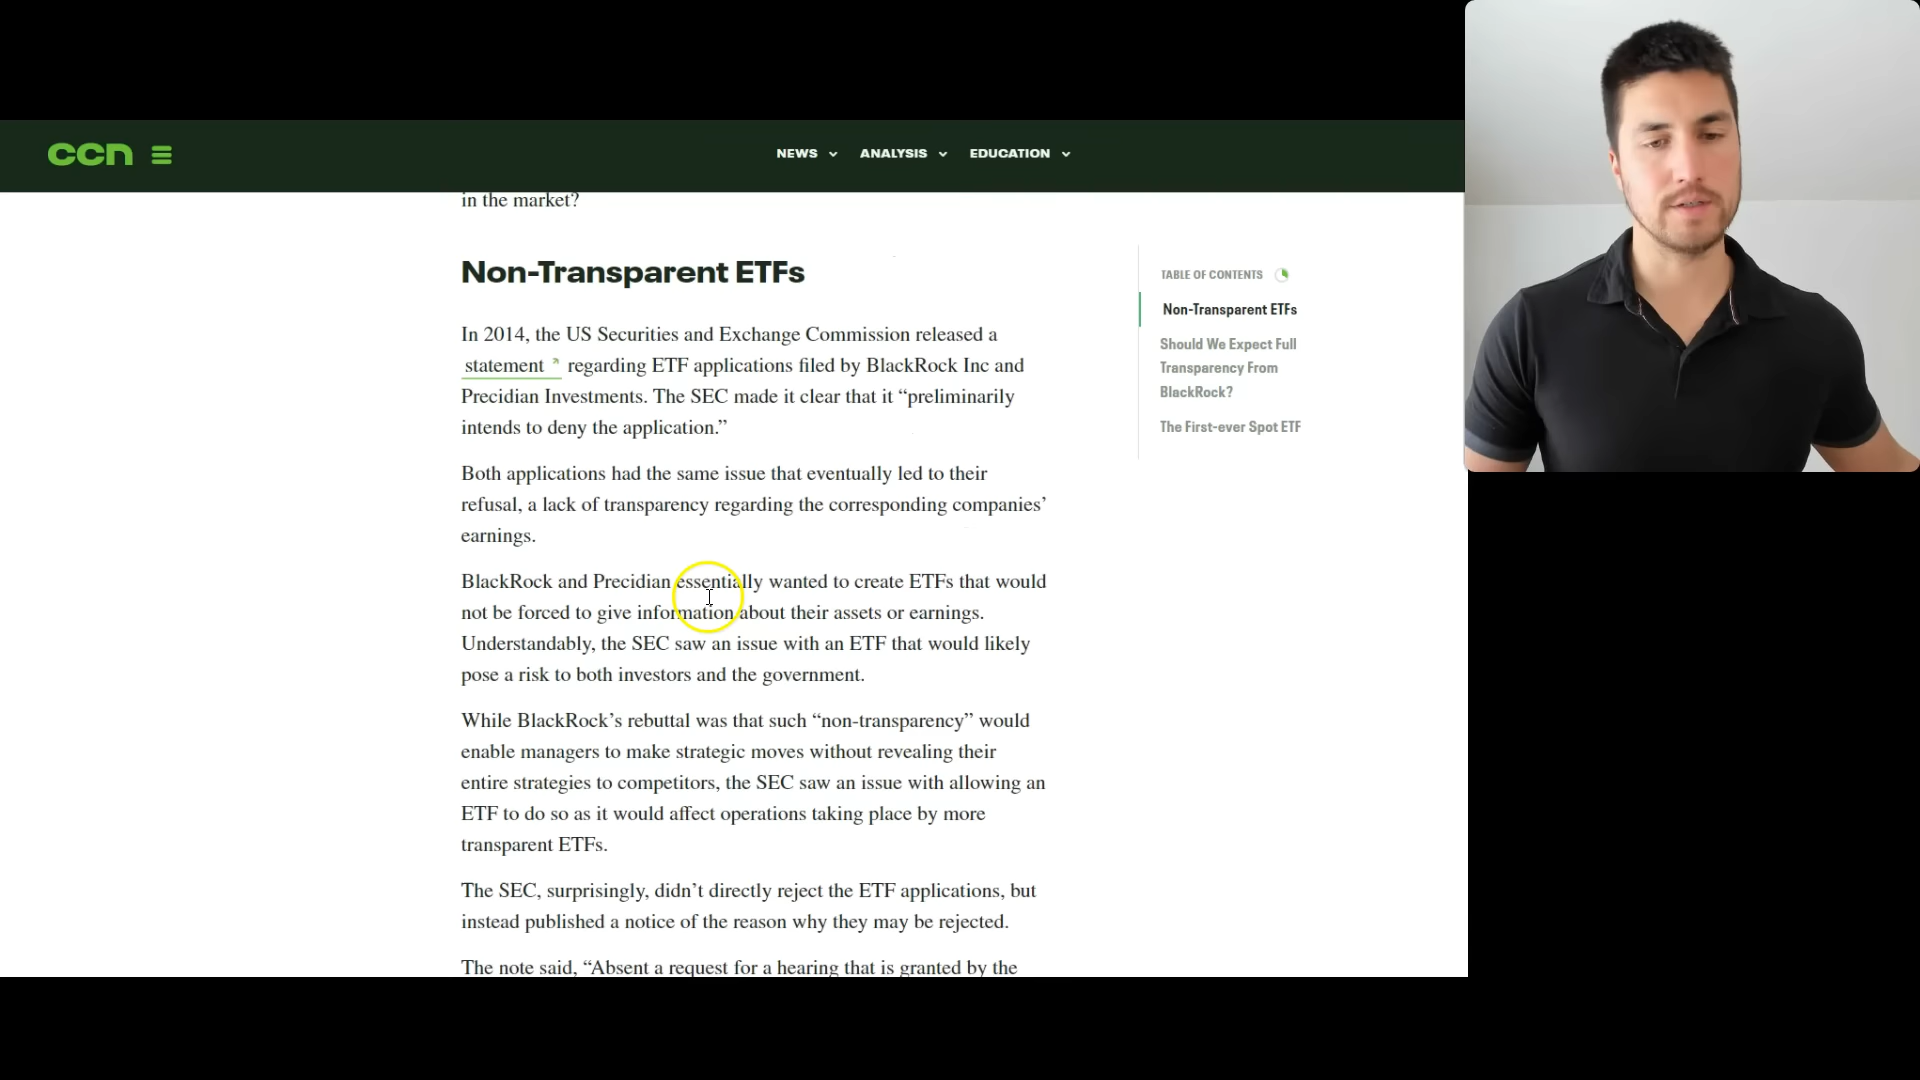 ccn
NEWS
ANALYSIS
EDUCATION
in the market?
Non-Transparent ETFs
In 2014, the US Securities and Exchange Commission released a
statement regarding ETF applications filed by BlackRock Inc and
Precidian Investments. The SEC made it clear that it “preliminarily
intends to deny the application.”
Both applications had the same issue that eventually led to their
refusal, a lack of transparency regarding the corresponding companies’
earnings.
BlackRock and Precidian essentially wanted to create ETFs that would
not be forced to give information about their assets or earnings.
Understandably, the SEC saw an issue with an ETF that would likely
pose a risk to both investors and the government.
While BlackRock’s rebuttal was that such “non-transparency” would
enable managers to make strategic moves without revealing their
entire strategies to competitors, the SEC saw an issue with allowing an
ETF to do so as it would affect operations taking place by more
transparent ETFs.
The SEC, surprisingly, didn’t directly reject the ETF applications, but
instead published a notice of the reason why they may be rejected.
The note said, “Absent a request for a hearing that is granted by the
TABLE OF CONTENTS
Non-Transparent ETFs
Should We Expect Full
Transparency From
BlackRock?
The First-ever Spot ETF